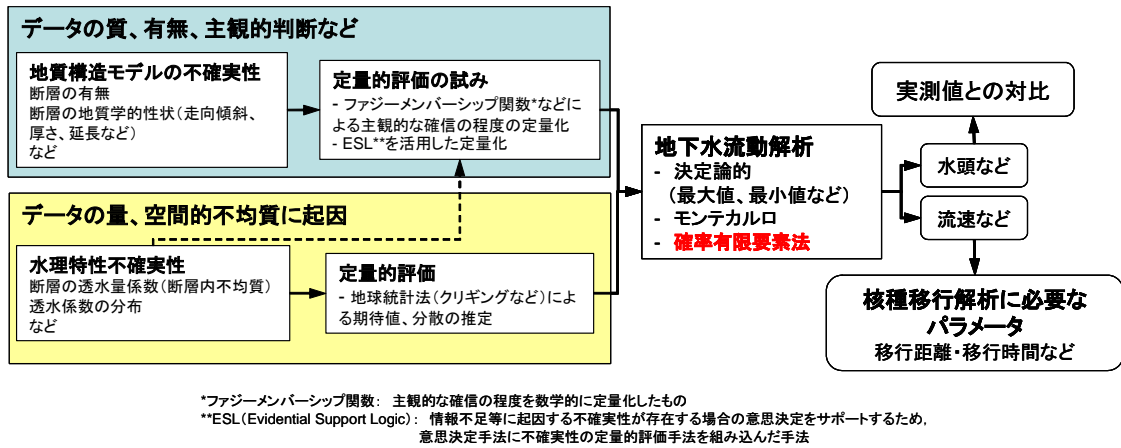 データの質、有無、主観的判断など
地質構造モデルの不確実性
断層の有無
断層の地質学的性状(走向傾斜、
厚さ、延長など)
など
定量的評価の試み
- ファジーメンバーシップ関数*などに
よる主観的な確信の程度の定量化
- ESL**を活用した定量化
データの量、空間的不均質に起因
水理特性不確実性
断層の透水量係数(断層内不均質)
透水係数の分布
など
定量的評価
- 地球統計法(クリギングなど)によ
る期待値、分散の推定
地下水流動解析
- 決定論的
(最大値、最小値など)
- モンテカルロ
- 確率有限要素法
実測値との対比
水頭など
流速など
核種移行解析に必要な
パラメータ
移行距離・移行時間など
*ファジーメンバーシップ関数: 主観的な確信の程度を数学的に定量化したもの
**ESL(Evidential Support Logic): 情報不足等に起因する不確実性が存在する場合の意思決定をサポートするため,
意思決定手法に不確実性の定量的評価手法を組み込んだ手法